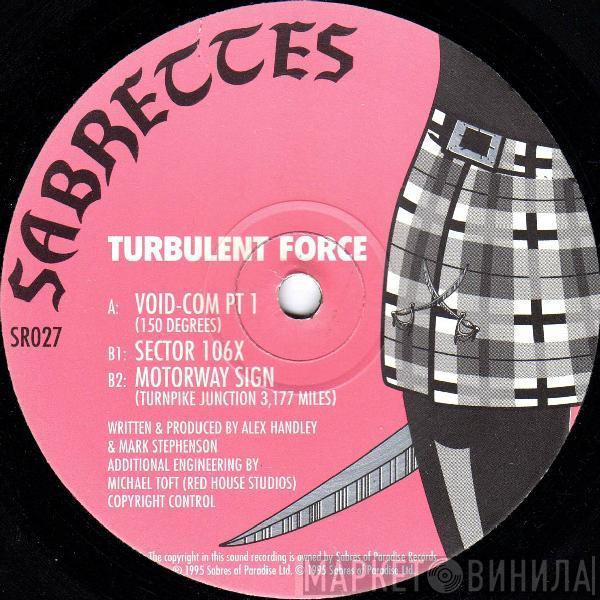 SABRETTES
TURBULENT FORCE
A: VOID-COM PT 1
(150 DEGREES)
SR027
B1: SECTOR 106X
B2: MOTORWAY SIGN
(TURNPIKE JUNCTION 3,177 MILES)
WRITTEN & PRODUCED BY ALEX HANDLEY
& MARK STEPHENSON
ADDITIONAL ENGINEERING BY
MICHAEL TOFT (RED HOUSE STUDIOS)
COPYRIGHT CONTROL
The copyright in this sound recording is owned by Sabres of Paradise Records
℗ 1995 Sabres of Paradise Ltd. © 1995 Sabres of Paradise Ltd.
МАРКЕТ ВИНИЛА